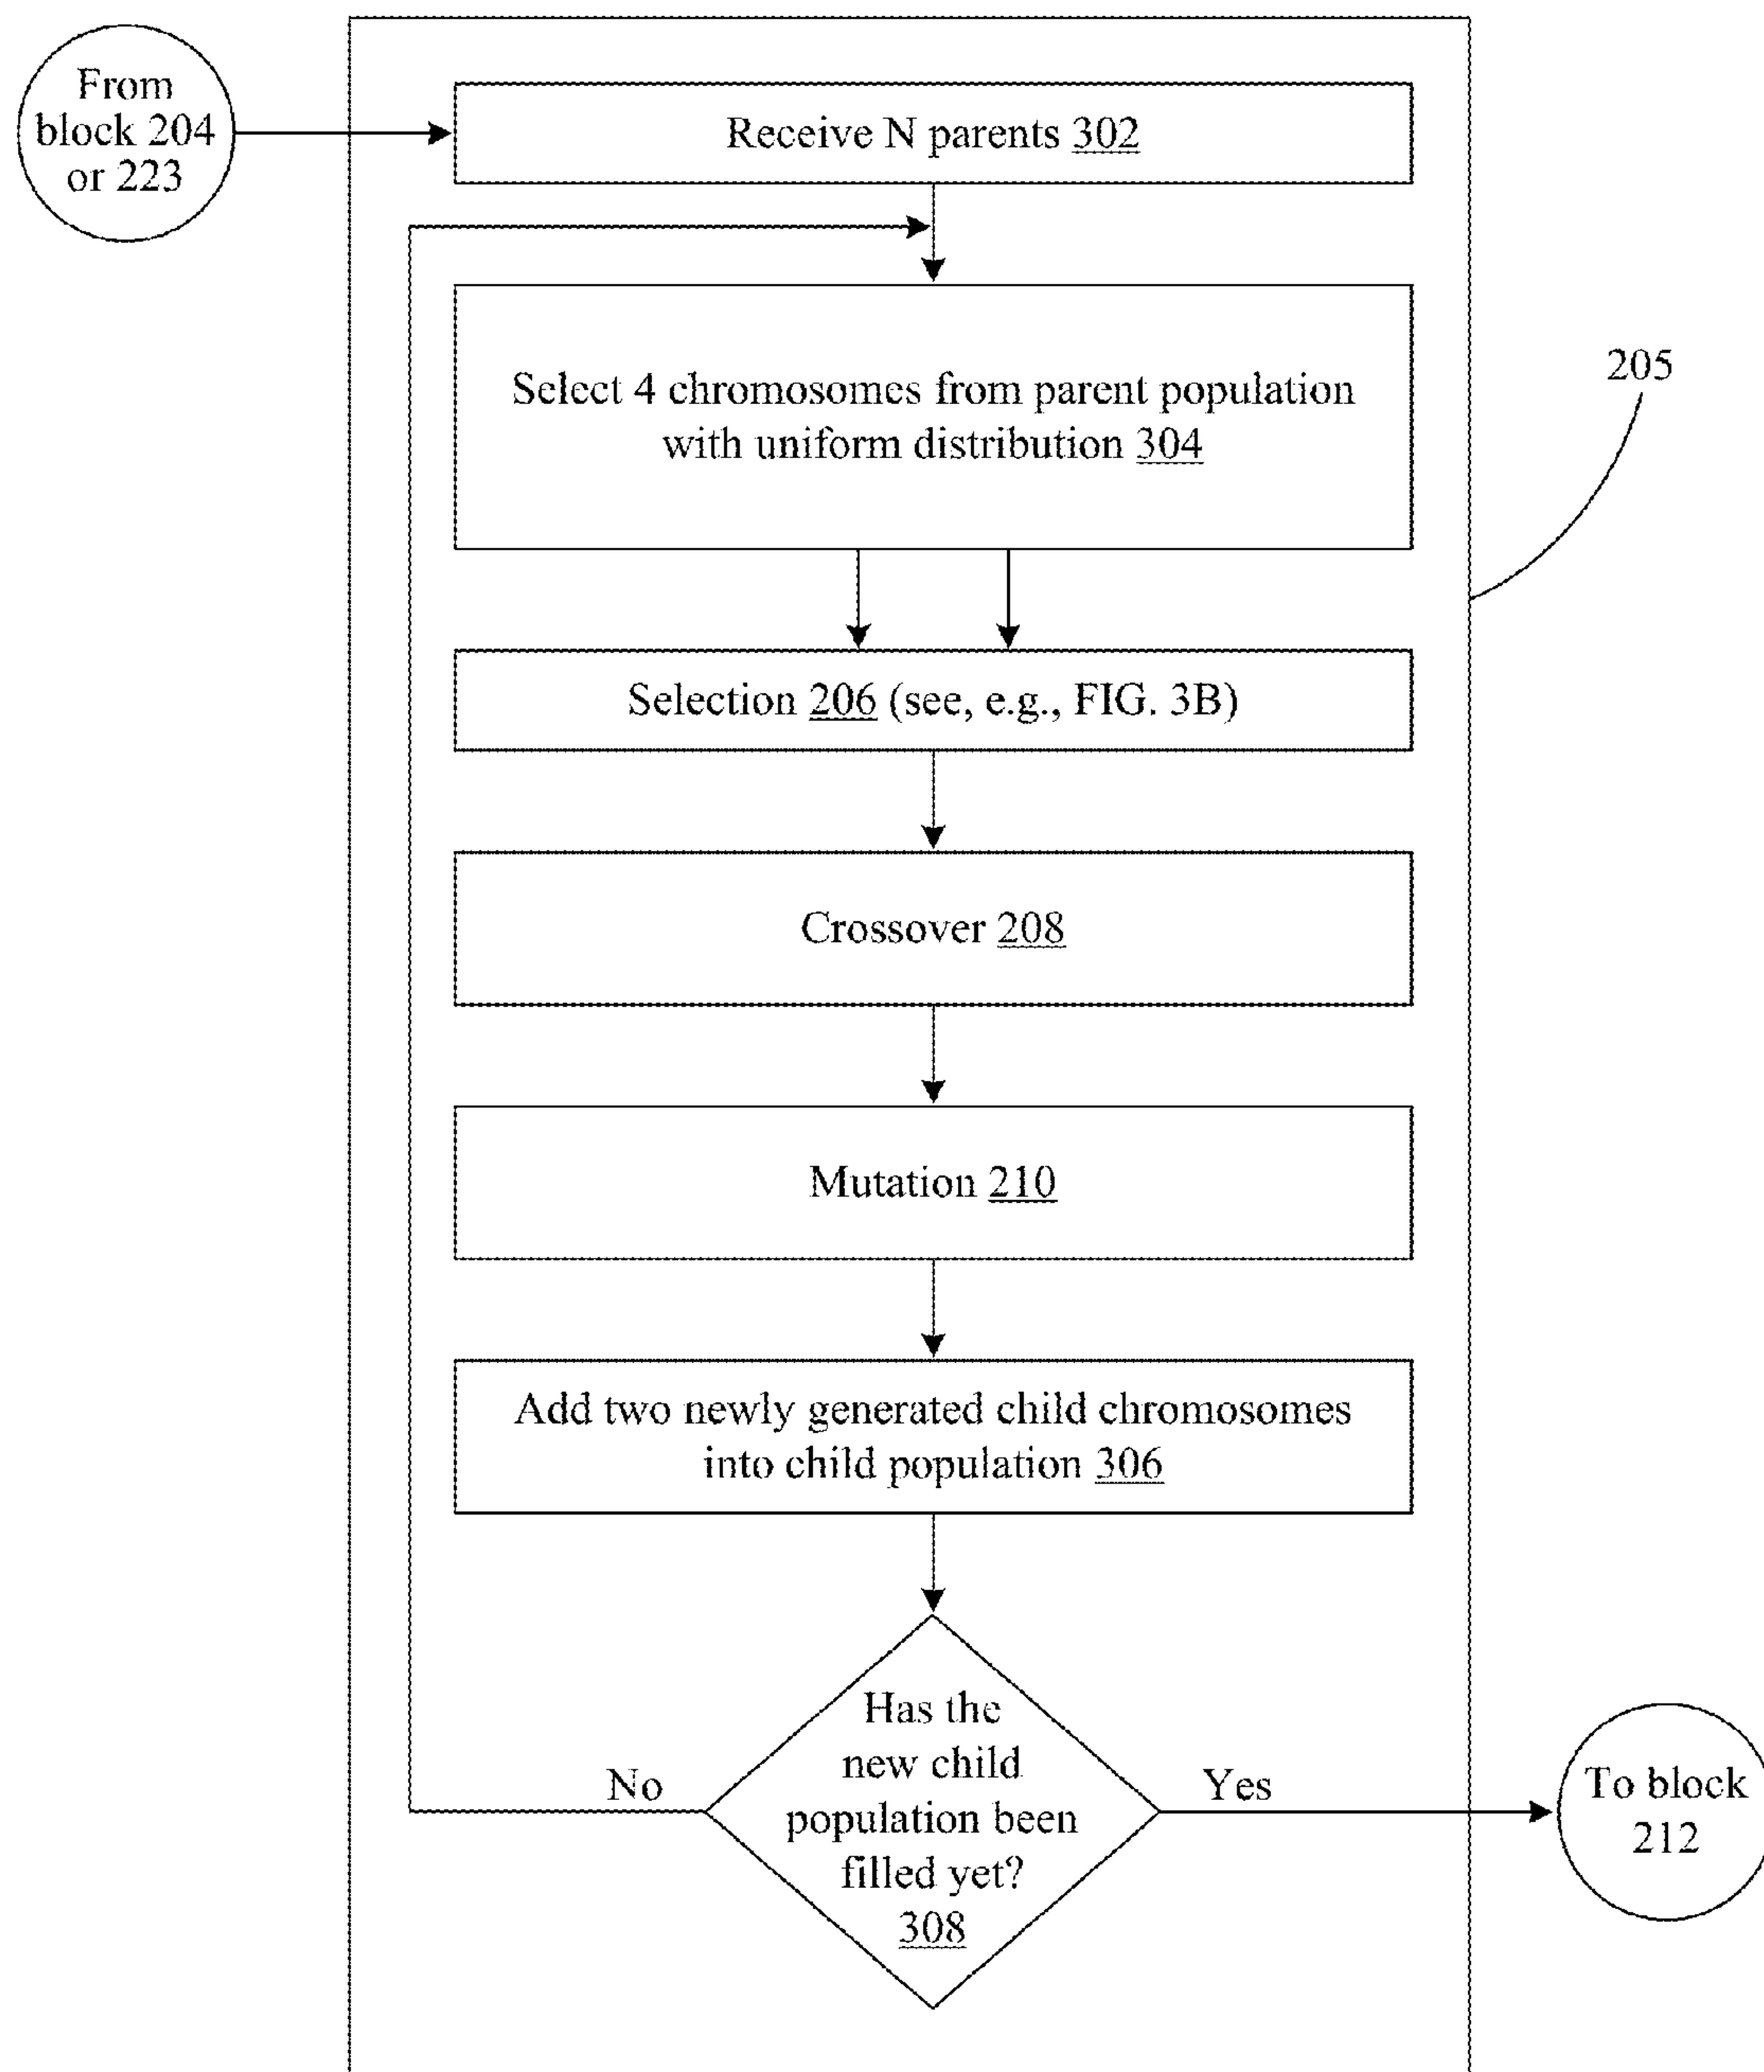 From
block 204
or 223
Receive N parents 302
Select 4 chromosomes from parent population
with uniform distribution 304
205
Selection 206 (see, e.g., FIG. 3B)
Crossover 208
Mutation 210
Add two newly generated child chromosomes
into child population 306
Has the
new child
population been
filled yet?
308
No
Yes
To block
212